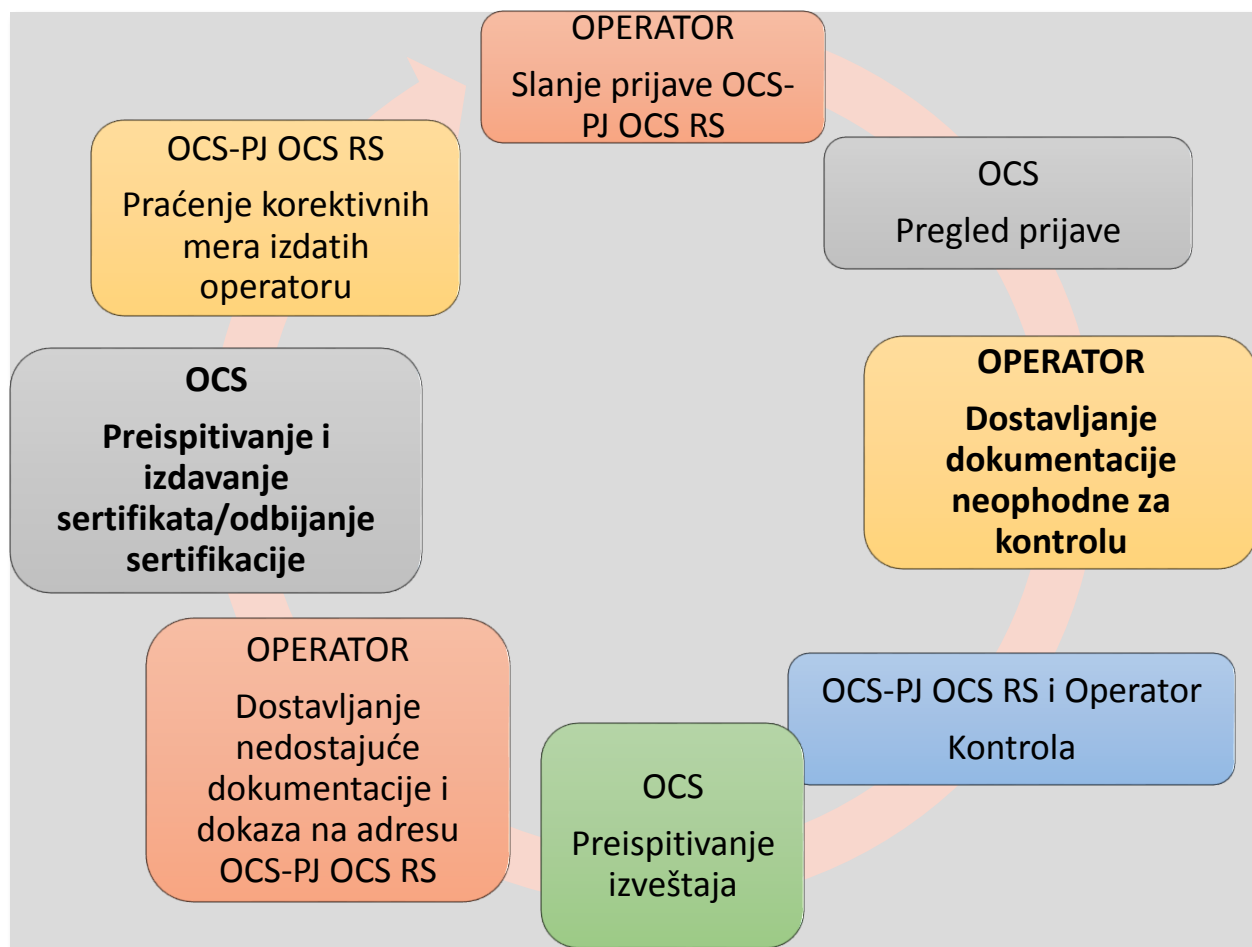 OPERATOR
Slanje prijave OCS-
PJ OCS RS
OCS
Pregled prijave
OPERATOR
Dostavljanje
dokumentacije
neophodne za
kontrolu
OCS-PJ OCS RS i Operator
Kontrola
OCS
Preispitivanje
izveštaja
OPERATOR
Dostavljanje
nedostajuće
dokumentacije i
dokaza na adresu
OCS-PJ OCS RS
OCS
Preispitivanje i
izdavanje
sertifikata/odbijanje
sertifikacije
OCS-PJ OCS RS
Praćenje korektivnih
mera izdatih
operatoru